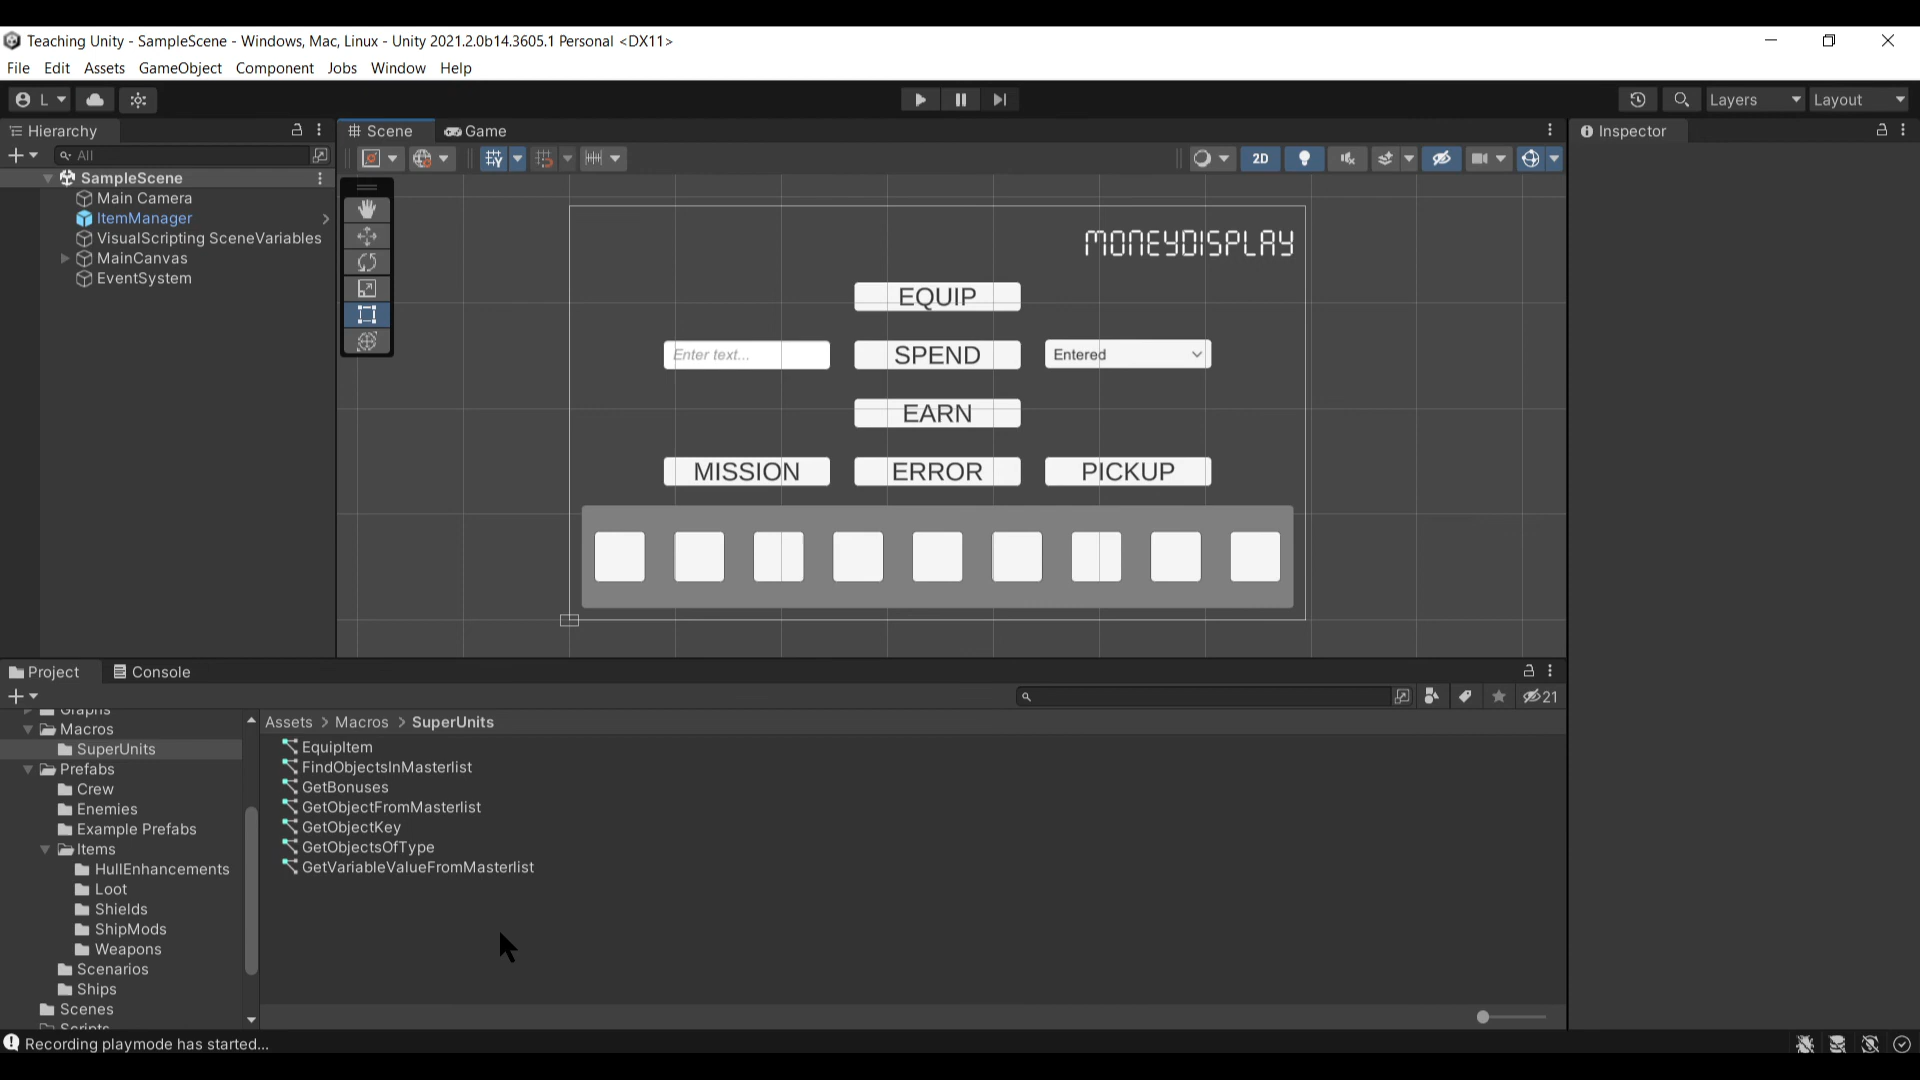 Teaching Unity - SampleScene - Windows, Mac, Linux - Unity 2021.2.0b14.3605.1 Personal <DX11>
File Edit Assets GameObject Component Jobs Window Help
L Layers Layout
Hierarchy
All
SampleScene
Main Camera
ItemManager
VisualScripting SceneVariables
MainCanvas
EventSystem
Scene Game
2D
MONEYDISPLAY
EQUIP
Enter text... SPEND Entered
EARN
MISSION ERROR PICKUP
Inspector
Project Console
21
Graphs
Macros
SuperUnits
Prefabs
Crew
Enemies
Example Prefabs
Items
HullEnhancements
Loot
Shields
ShipMods
Weapons
Scenarios
Ships
Scenes
Scripts
Assets > Macros > SuperUnits
EquipItem
FindObjectsInMasterlist
GetBonuses
GetObjectFromMasterlist
GetObjectKey
GetObjectsOfType
GetVariableValueFromMasterlist
Recording playmode has started...